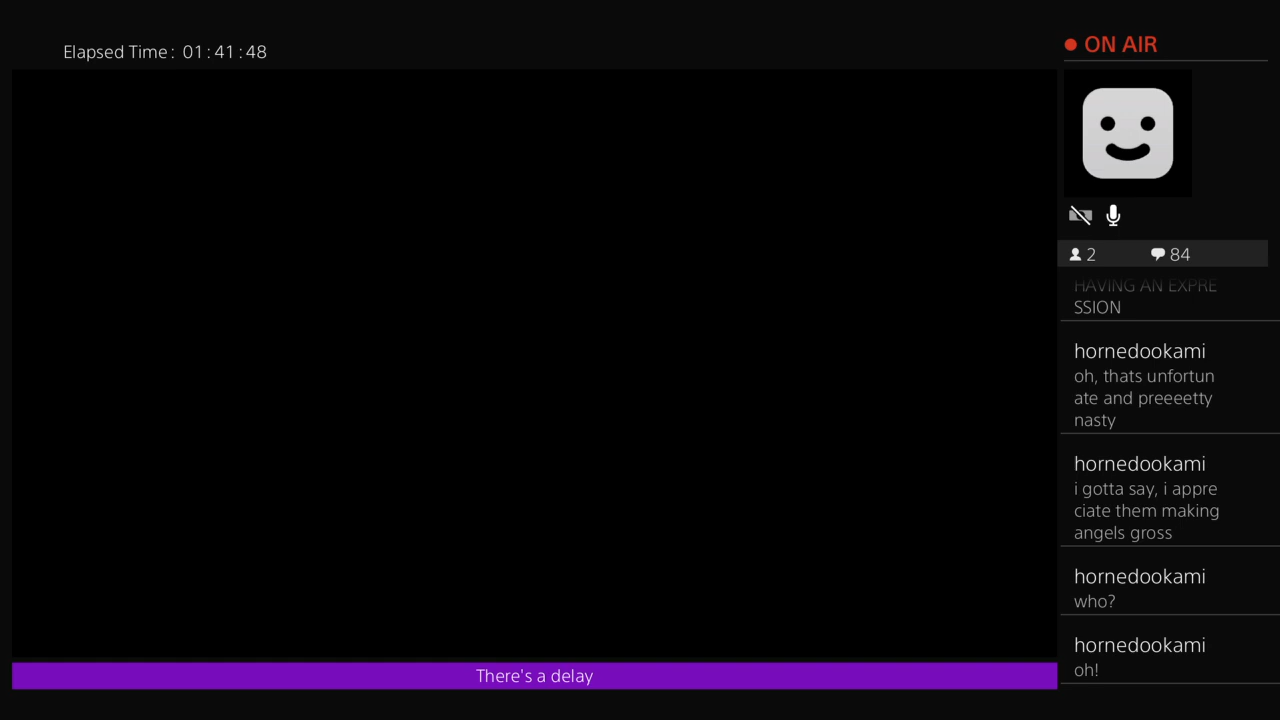 Elapsed Time: 01:41:48
ON AIR
2
84
HAVING AN EXPRE
SSION
hornedookami
oh, thats unfortun
ate and preeeetty
nasty
hornedookami
i gotta say, i appre
ciate them making
angels gross
hornedookami
who?
hornedookami
oh!
There's a delay